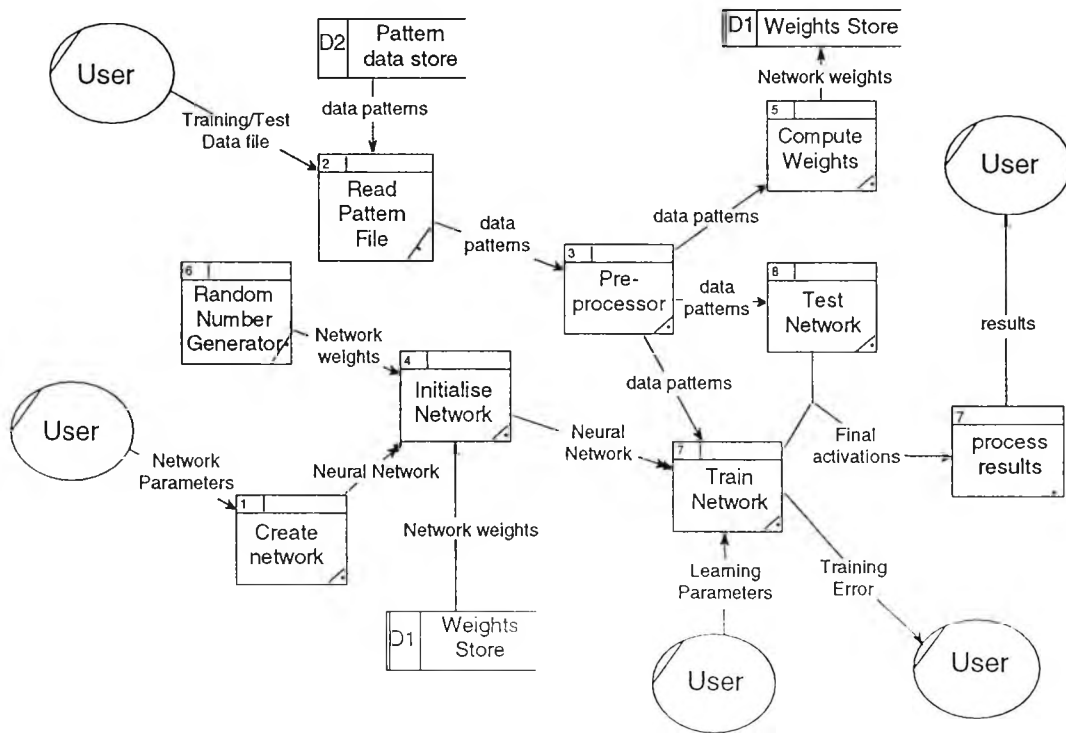 User
D2
Pattern
data store
D1
Weights Store
Network weights
data patterns
Training/Test
Data file
5
Compute
Weights
User
2
Read
Pattern
File
data
patterns
data patterns
6
Random
Number
Generator
3
Pre-
processor
data
patterns
8
Test
Network
results
Network
weights
4
Initialise
Network
data patterns
User
Network
Parameters
Neural Network
Neural
Network
7
Train
Network
Final
activations
7
process
results
1
Create
network
Network weights
Learning
Parameters
Training
Error
D1
Weights
Store
User
User